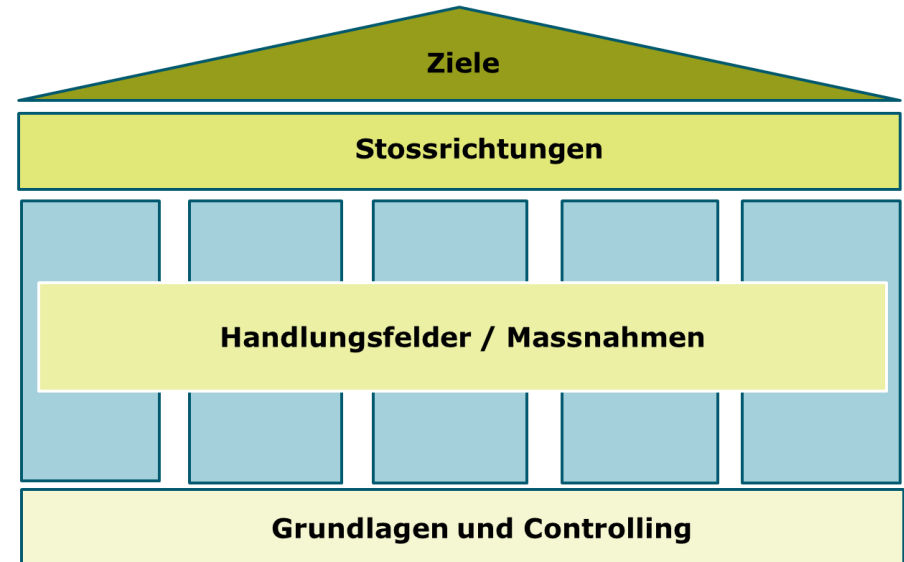 Ziele
Stossrichtungen
Handlungsfelder / Massnahmen
Grundlagen und Controlling